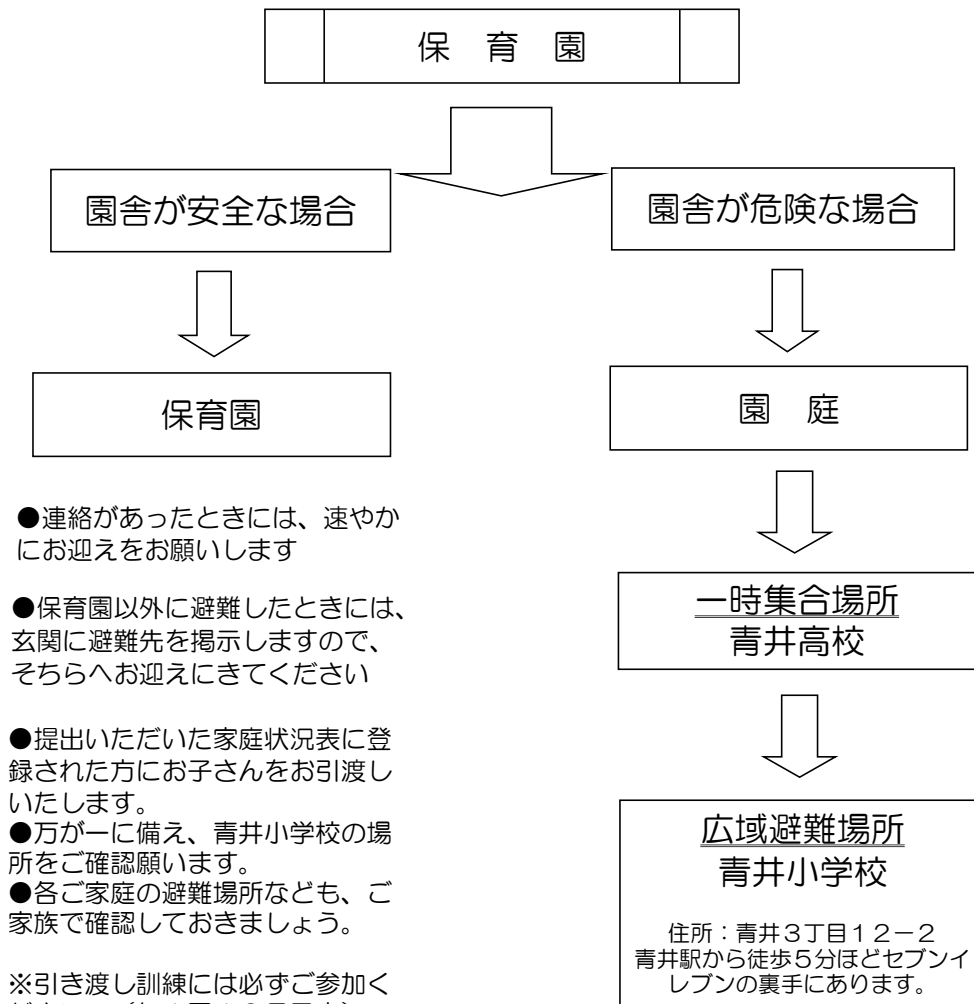 保 育 園
園舎が安全な場合
園舎が危険な場合
保育園
園 庭
●連絡があったときには、速やか
にお迎えをお願いします
●保育園以外に避難したときには、
玄関に避難先を掲示しますので、
そちらへお迎えにきてください
●提出いただいた家庭状況表に登
録された方にお子さんをお引渡し
いたします。
●万が一に備え、青井小学校の場
所をご確認願います。
●各ご家庭の避難場所なども、ご
家族で確認しておきましょう。
※引き渡し訓練には必ずご参加く
一時集合場所
青井高校
広域避難場所
青井小学校
住所:青井3丁目12-2
青井駅から徒歩5分ほどセブンイ
レブンの裏手にあります。